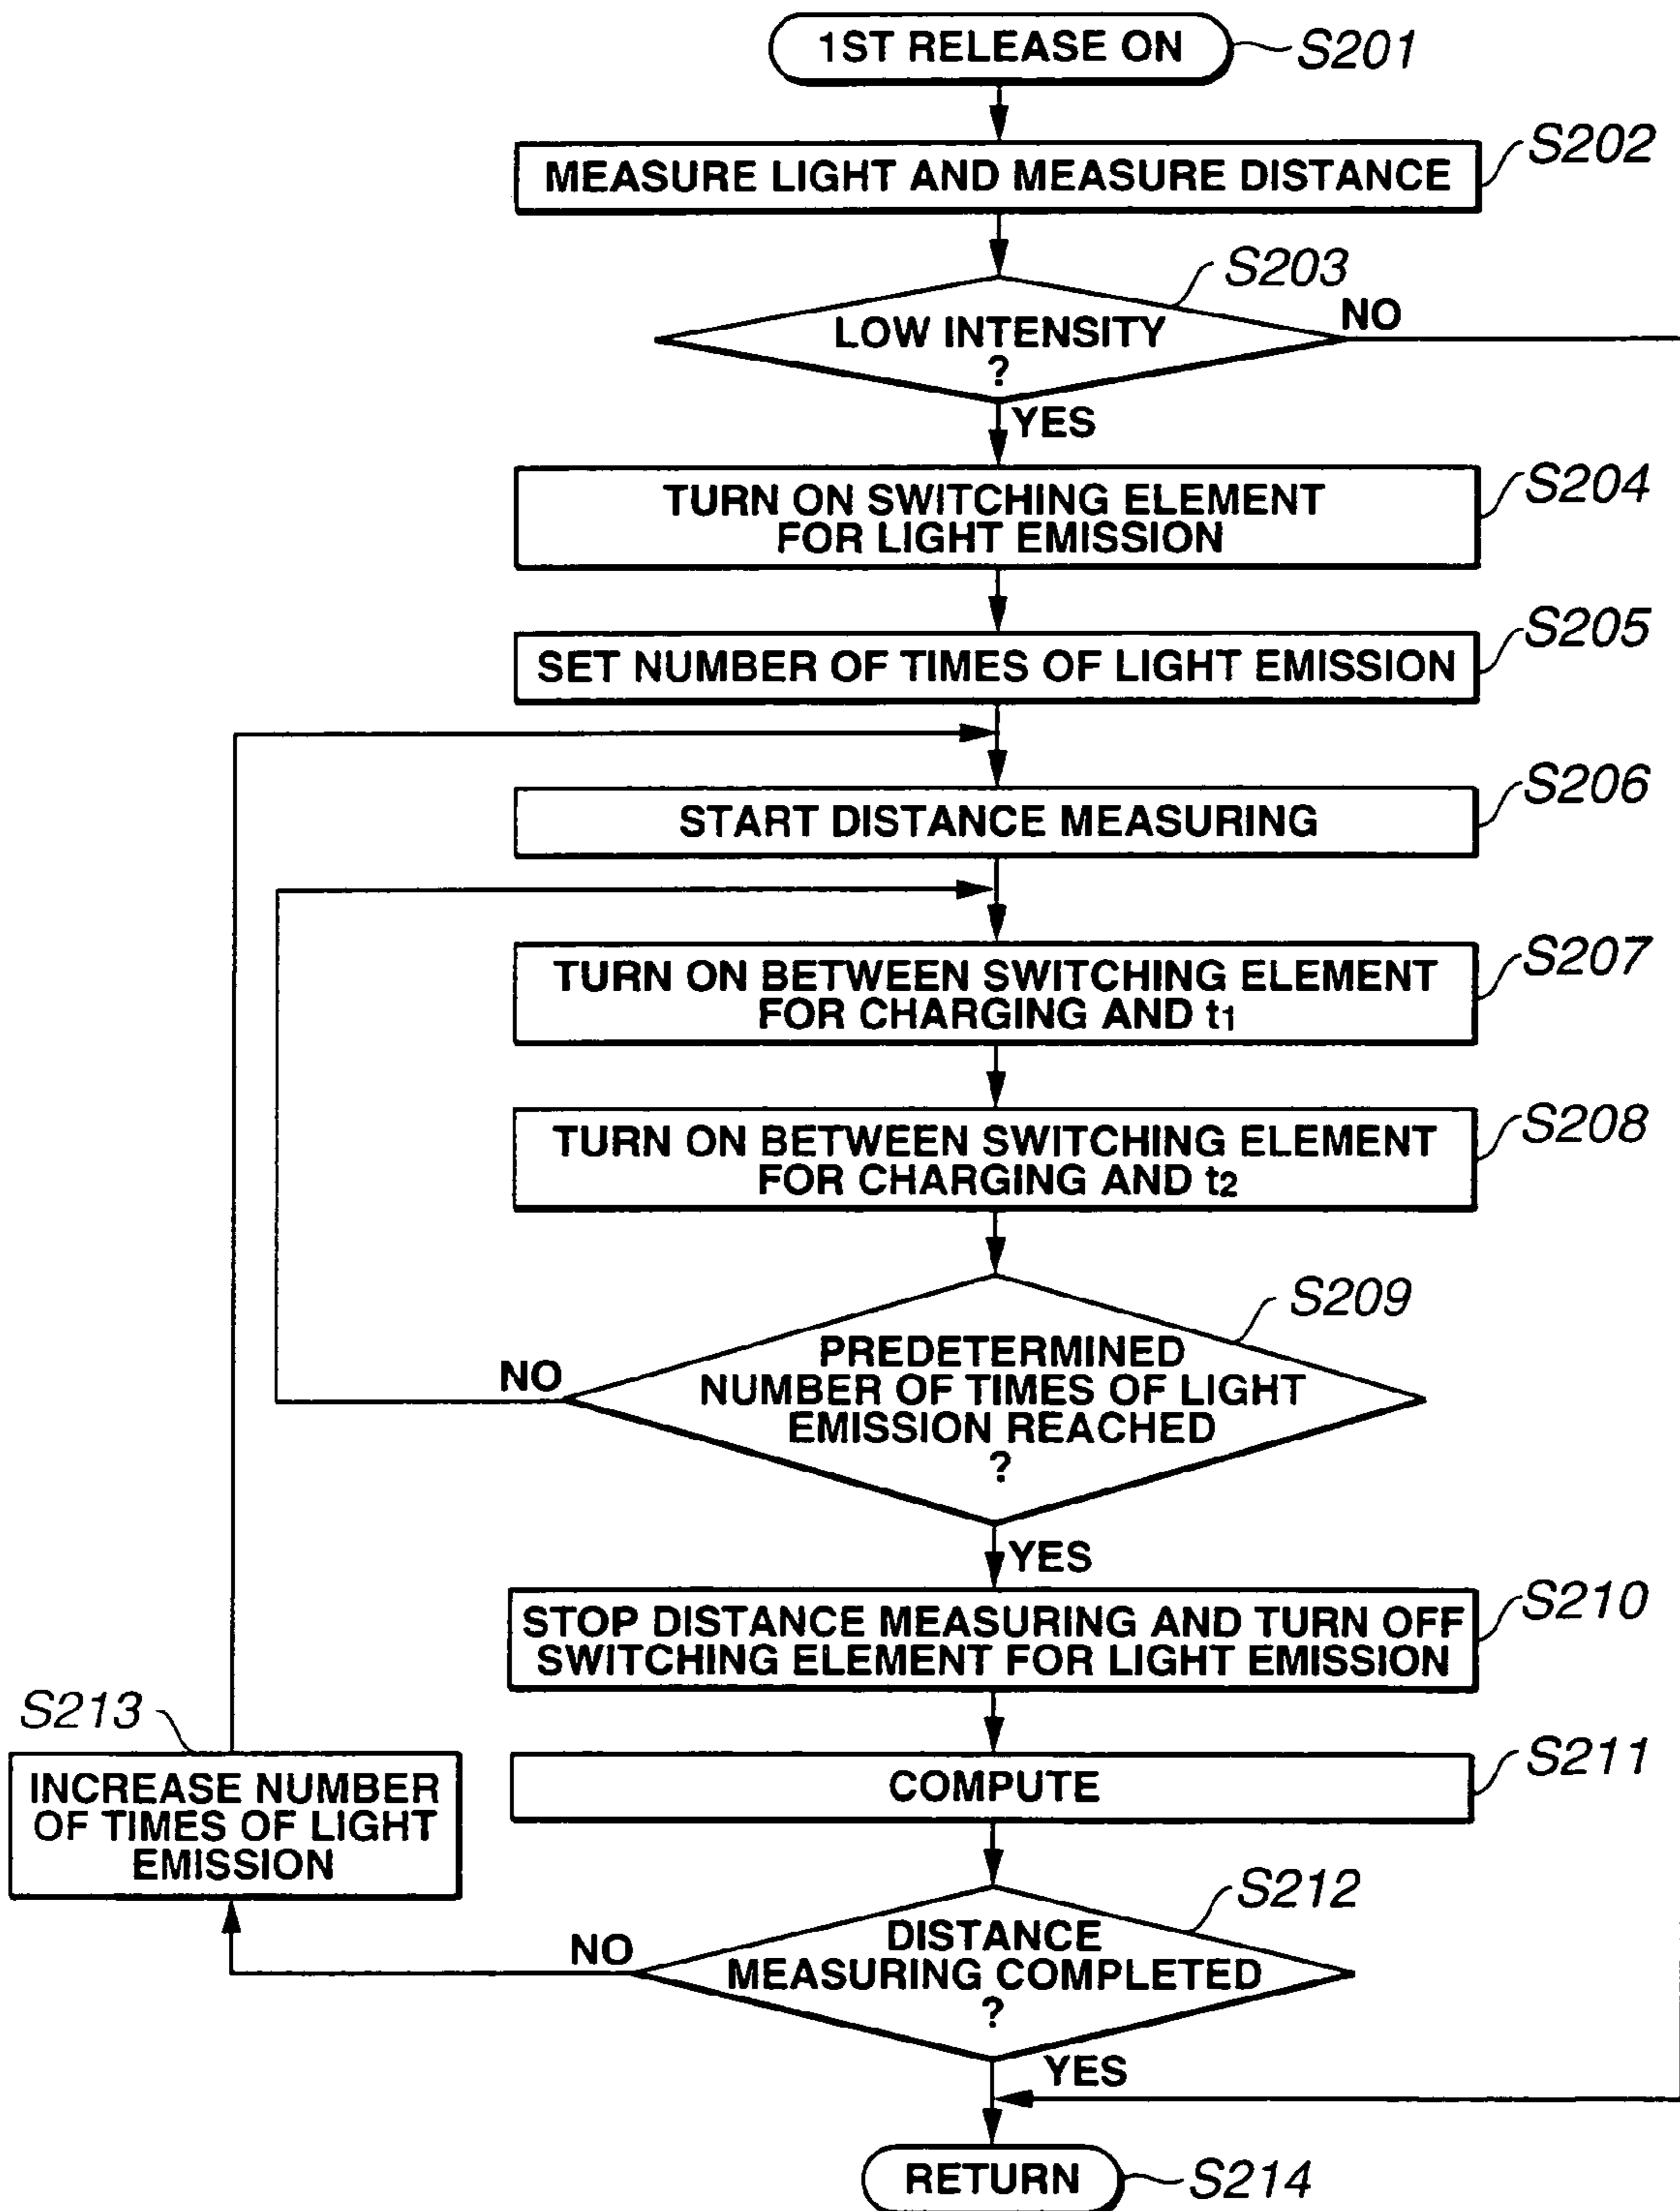 1ST RELEASE ON
S201
MEASURE LIGHT AND MEASURE DISTANCE
S202
S203
LOW INTENSITY
?
NO
YES
TURN ON SWITCHING ELEMENT
FOR LIGHT EMISSION
S204
SET NUMBER OF TIMES OF LIGHT EMISSION
S205
START DISTANCE MEASURING
S206
TURN ON BETWEEN SWITCHING ELEMENT
FOR CHARGING AND t1
S207
TURN ON BETWEEN SWITCHING ELEMENT
FOR CHARGING AND t2
S208
S209
PREDETERMINED
NUMBER OF TIMES OF LIGHT
EMISSION REACHED
?
NO
YES
STOP DISTANCE MEASURING AND TURN OFF
SWITCHING ELEMENT FOR LIGHT EMISSION
S210
S213
INCREASE NUMBER
OF TIMES OF LIGHT
EMISSION
COMPUTE
S211
S212
DISTANCE
MEASURING COMPLETED
?
NO
YES
RETURN
S214